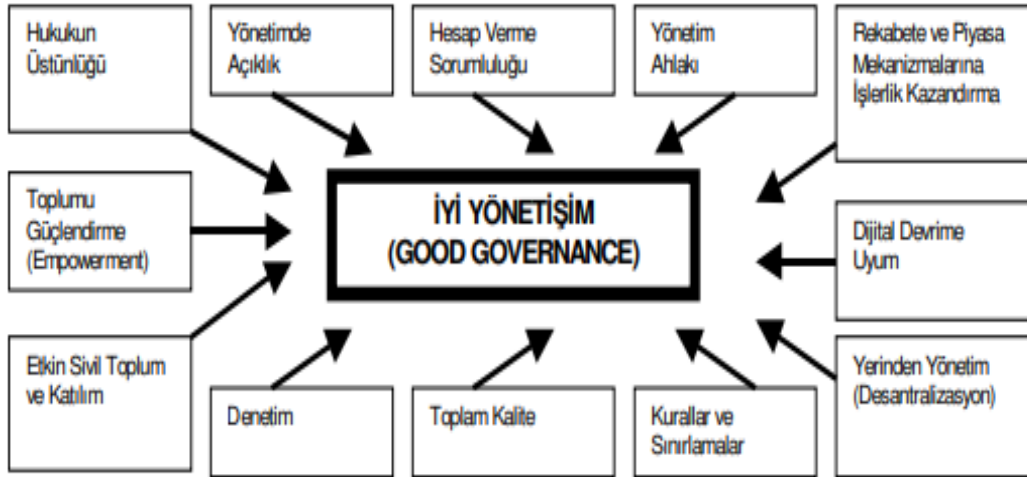 Hukukun
Üstünlüğü
Yönetimde
Açıklık
Hesap Verme
Sorumluluğu
Yönetim
Ahlakı
Rekabete ve Piyasa
Mekanizmalarına
İşlerlik Kazandırma
Toplumu
Güçlendirme
(Empowerment)
İYİ YÖNETİŞİM
(GOOD GOVERNANCE)
Dijital Devrime
Uyum
Etkin Sivil Toplum
ve Katılım
Denetim
Toplam Kalite
Kurallar ve
Sınırlamalar
Yerinden Yönetim
(Desantralizasyon)